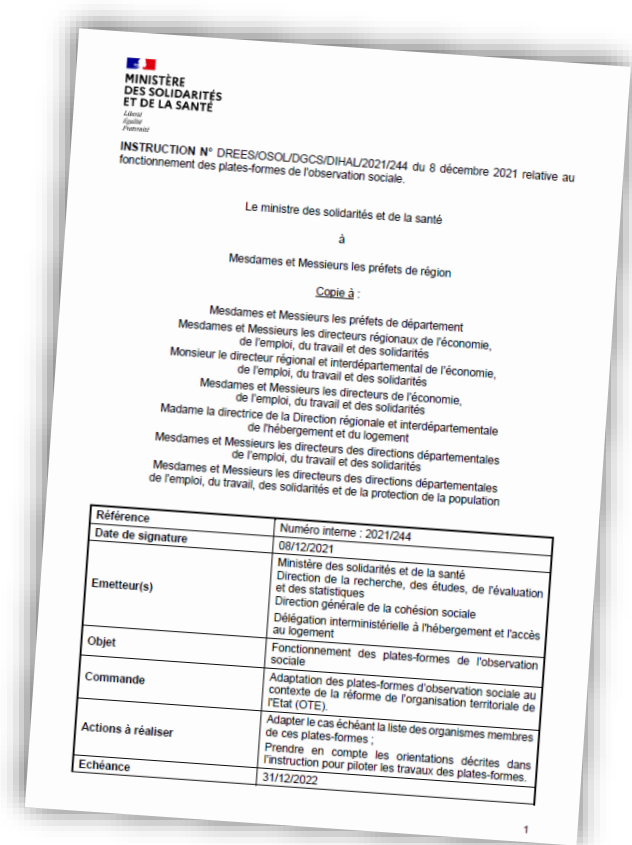 MINISTÈRE
DES SOLIDARITÉS
ET DE LA SANTÉ
Liberté
Égalité
Fraternité
INSTRUCTION N° DREES/OSOL/DGCS/DIHAL/2021/244 du 8 décembre 2021 relative au
fonctionnement des plates-formes de l'observation sociale.
Le ministre des solidarités et de la santé
à
Mesdames et Messieurs les préfets de région
Copie à :
Mesdames et Messieurs les préfets de département
Mesdames et Messieurs les directeurs régionaux de l'économie,
de l'emploi, du travail et des solidarités
Monsieur le directeur régional et interdépartemental de l'économie,
de l'emploi, du travail et des solidarités
Mesdames et Messieurs les directeurs de l'économie,
de l'emploi, du travail et des solidarités
Madame la directrice de la Direction régionale et interdépartementale
de l'hébergement et du logement
Mesdames et Messieurs les directeurs des directions départementales
de l'emploi, du travail et des solidarités
Mesdames et Messieurs les directeurs des directions départementales
de l'emploi, du travail, des solidarités et de la protection de la population
Référence
Numéro interne : 2021/244
Date de signature
08/12/2021
Emetteur(s)
Ministère des solidarités et de la santé
Direction de la recherche, des études, de l'évaluation
et des statistiques
Direction générale de la cohésion sociale
Délégation interministérielle à l'hébergement et l'accès
au logement
Objet
Fonctionnement des plates-formes de l'observation
sociale
Commande
Adaptation des plates-formes d'observation sociale au
contexte de la réforme de l'organisation territoriale de
l'Etat (OTE).
Actions à réaliser
Adapter le cas échéant la liste des organismes membres
de ces plates-formes ;
Prendre en compte les orientations décrites dans
l'instruction pour piloter les travaux des plates-formes.
Echéance
31/12/2022
1